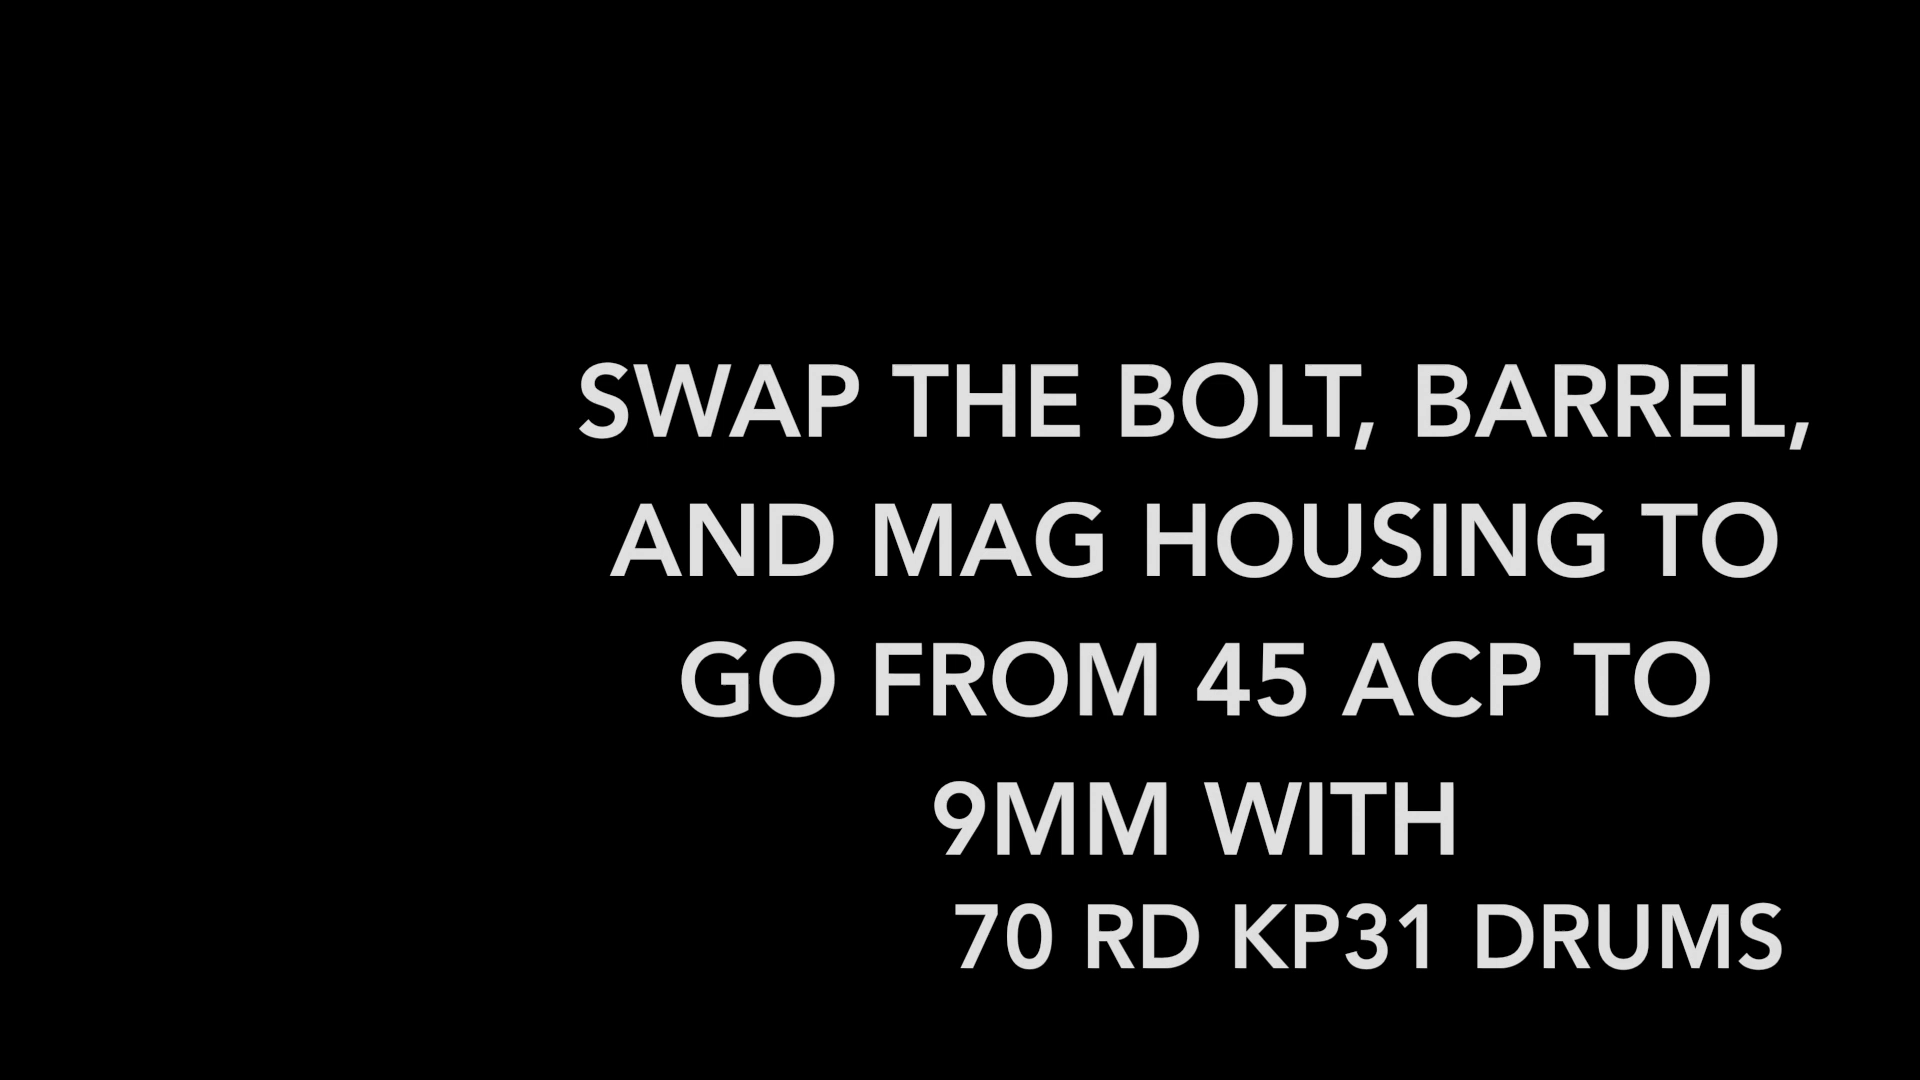 SWAP THE BOLT, BARREL,
AND MAG HOUSING TO
GO FROM 45 ACP TO
9MM WITH
70 RD KP31 DRUMS